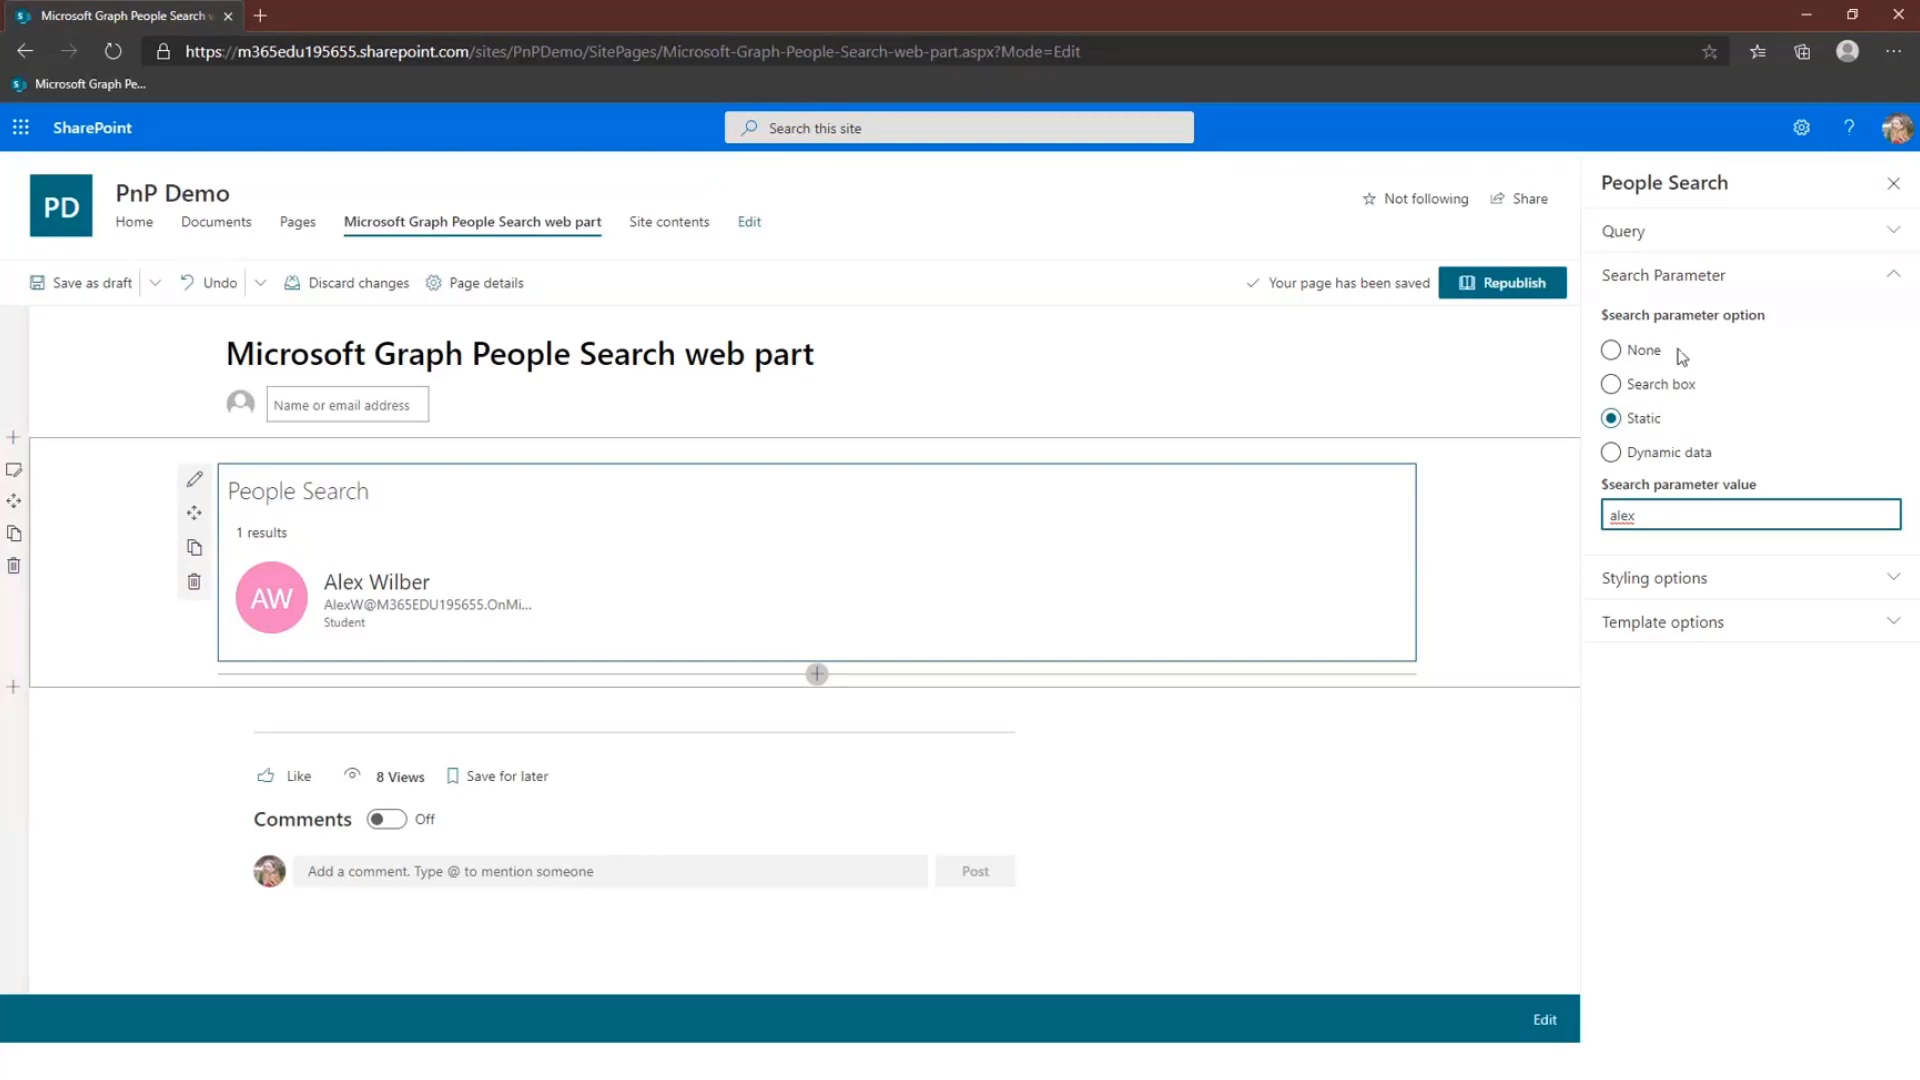 Microsoft Graph People Search w
https://m365edu195655.sharepoint.com/sites/PnPDemo/SitePages/Microsoft-Graph-People-Search-web-part.aspx?Mode=Edit
Microsoft Graph Pe...
SharePoint
Search this site
PD
PnP Demo
Home Documents Pages Microsoft Graph People Search web part Site contents Edit
Not following Share
Save as draft Undo Discard changes Page details
Your page has been saved Republish
Microsoft Graph People Search web part
Name or email address
People Search
1 results
AW
Alex Wilber
AlexW@M365EDU195655.OnMi...
Student
Like 8 Views Save for later
Comments Off
Add a comment. Type @ to mention someone Post
Edit
People Search
Query
Search Parameter
$search parameter option
None
Search box
Static
Dynamic data
$search parameter value
alex
Styling options
Template options